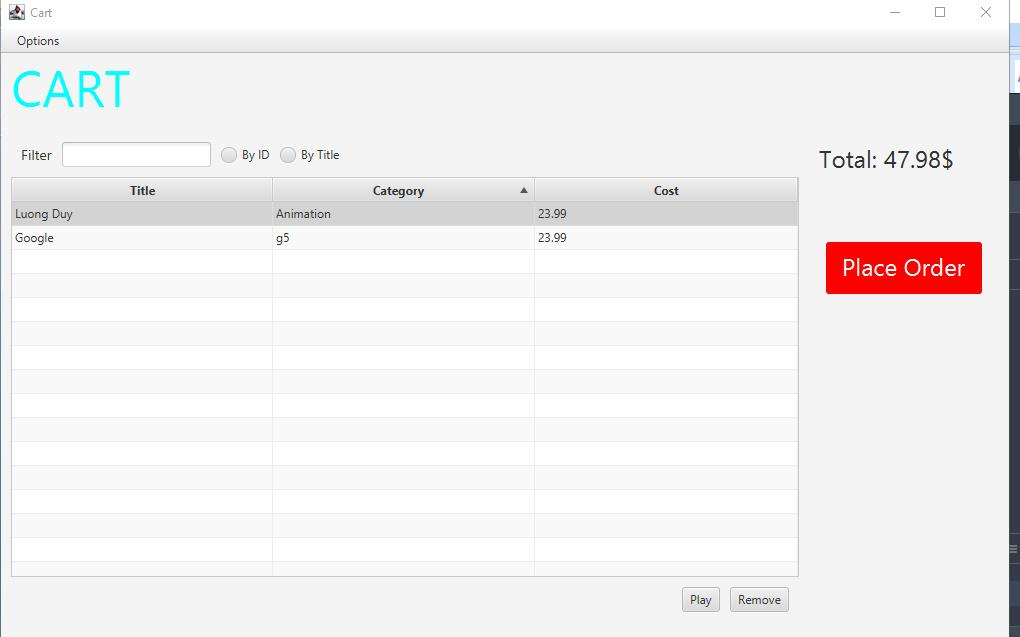 Cart
Options
CART
Filter By ID By Title
Total: 47.98$
Title Category Cost
Luong Duy Animation 23.99
Google g5 23.99
Place Order
Play Remove